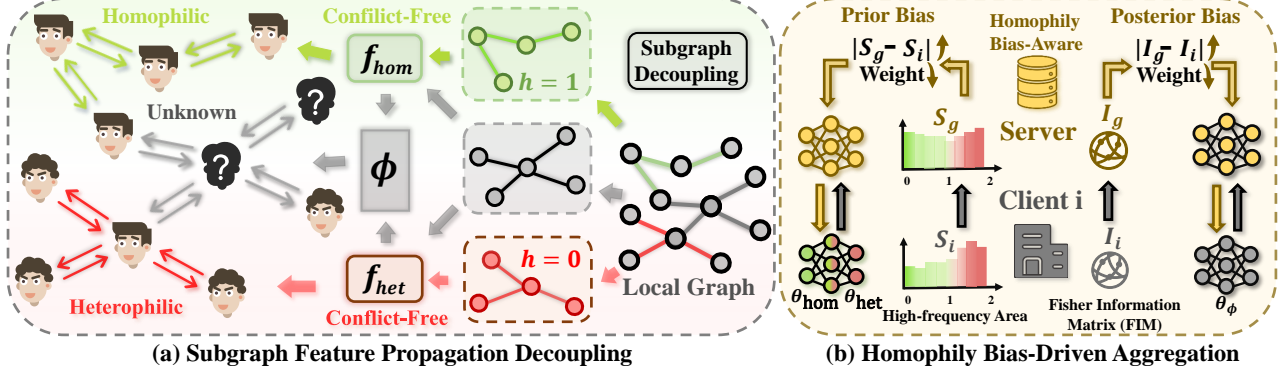 Homophilic
Conflilict-Free
f_hom
h = 1
Subgraph
Decoupling
Unknown
?
?
ϕ
Local Graph
h = 0
f_het
Heterophilic
Conflict-Free
(a) Subgraph Feature Propagation Decoupling
Prior Bias
Homophily
Bias-Aware
Posterior Bias
|S_g - S_i|
Weight
|I_g - I_i|
Weight
S_g
Server
I_g
0 1 2
Client i
S_i
I_i
0 1 2
θ_hom θ_het
High-frequency Area
Fisher Information
Matrix (FIM)
θ_ϕ
(b) Homophily Bias-Driven Aggregation